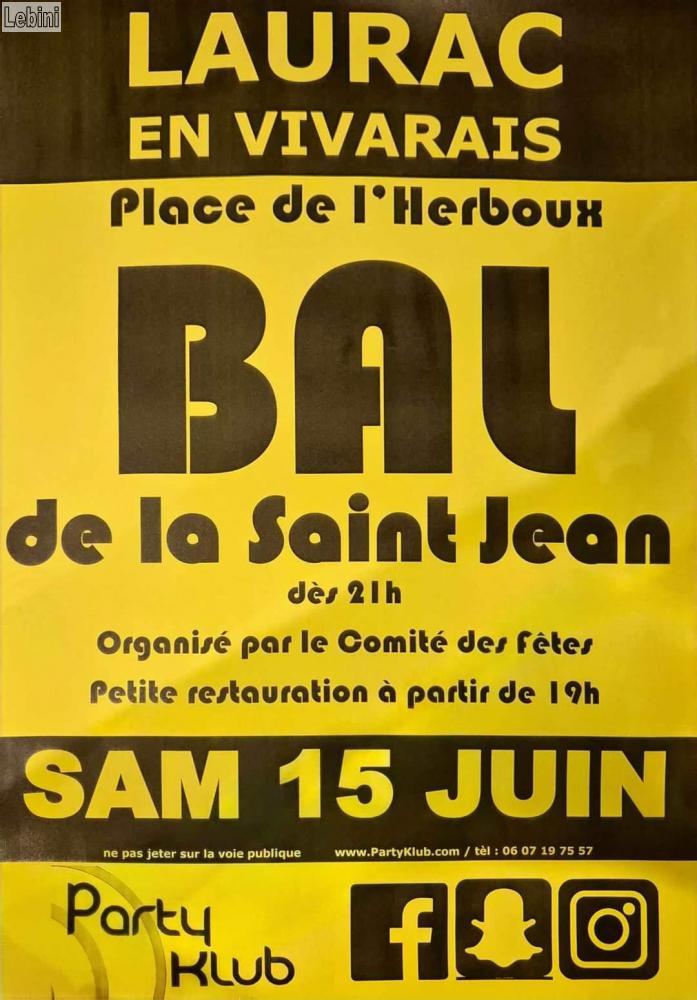 Lebini
LAURAC
EN VIVARAIS
Place de l'Herboux
BAL
de la Saint Jean
dès 21h
Organisé par le Comité des Fêtes
Petite restauration à partir de 19h
SAM 15 JUIN
ne pas jeter sur la voie publique www.PartyKlub.com / tèl : 06 07 19 75 57
Party
Klub